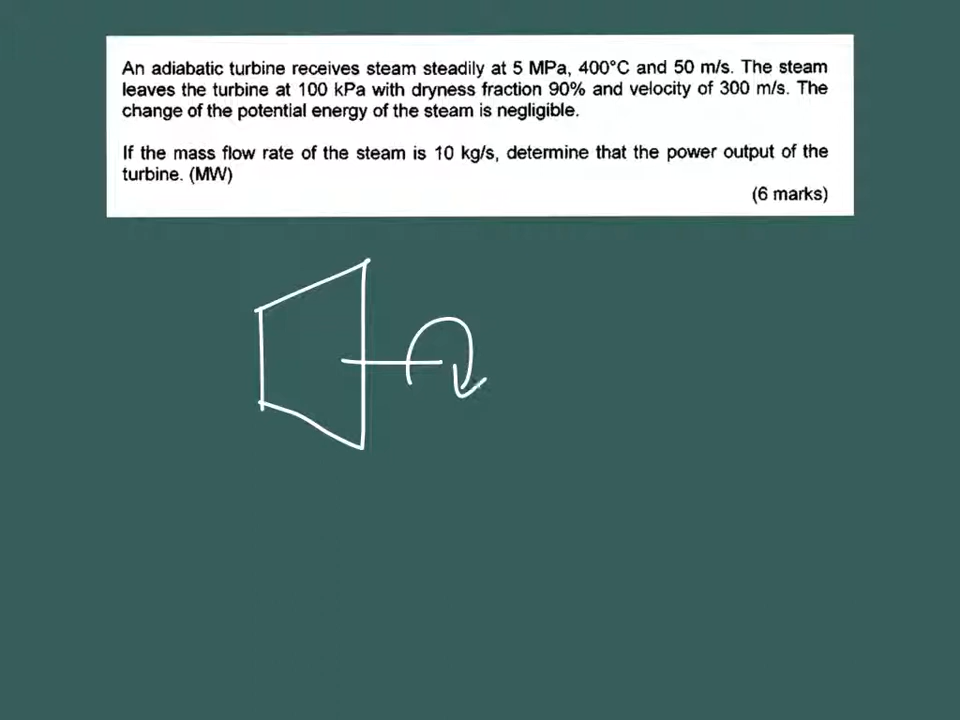 An adiabatic turbine receives steam steadily at 5 MPa, 400°C and 50 m/s. The steam
leaves the turbine at 100 kPa with dryness fraction 90% and velocity of 300 m/s. The
change of the potential energy of the steam is negligible.
If the mass flow rate of the steam is 10 kg/s, determine that the power output of the
turbine. (MW)
(6 marks)